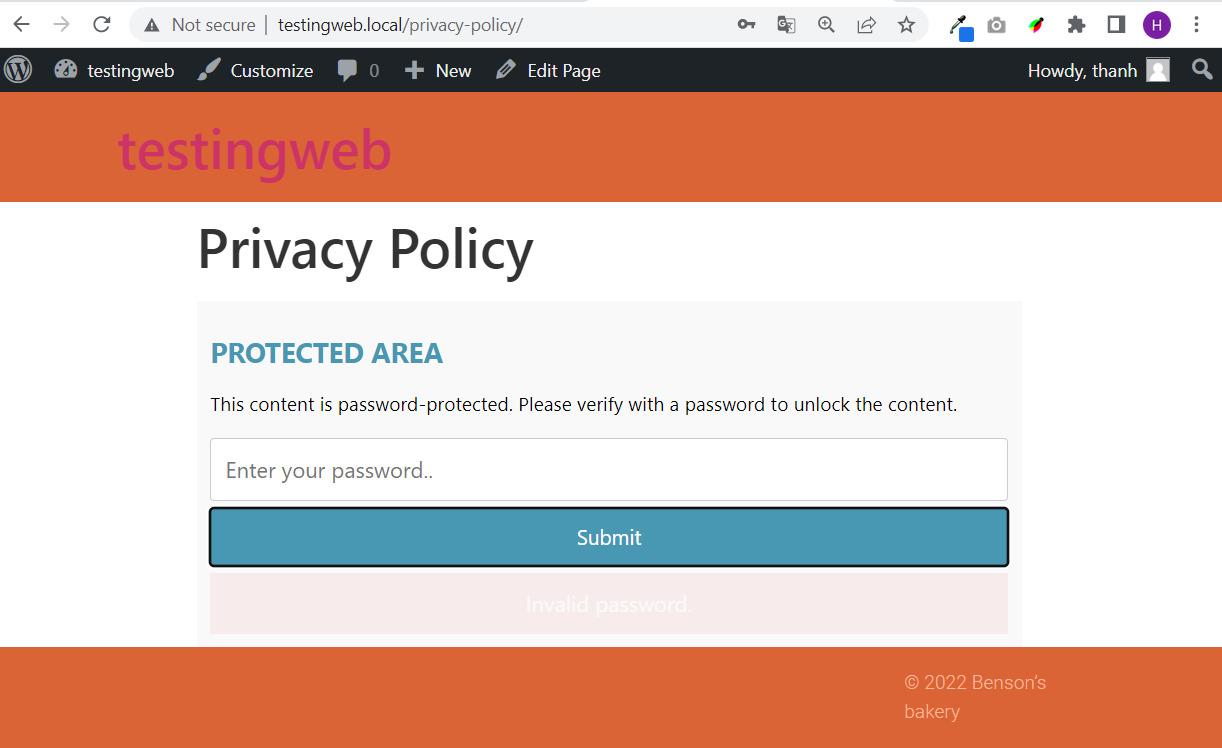 Not secure | testingweb.local/privacy-policy/
H
testingweb
Customize
0
New
Edit Page
Howdy, thanh
testingweb
Privacy Policy
PROTECTED AREA
This content is password-protected. Please verify with a password to unlock the content.
Enter your password..
Submit
Invalid password.
© 2022 Benson's
bakery